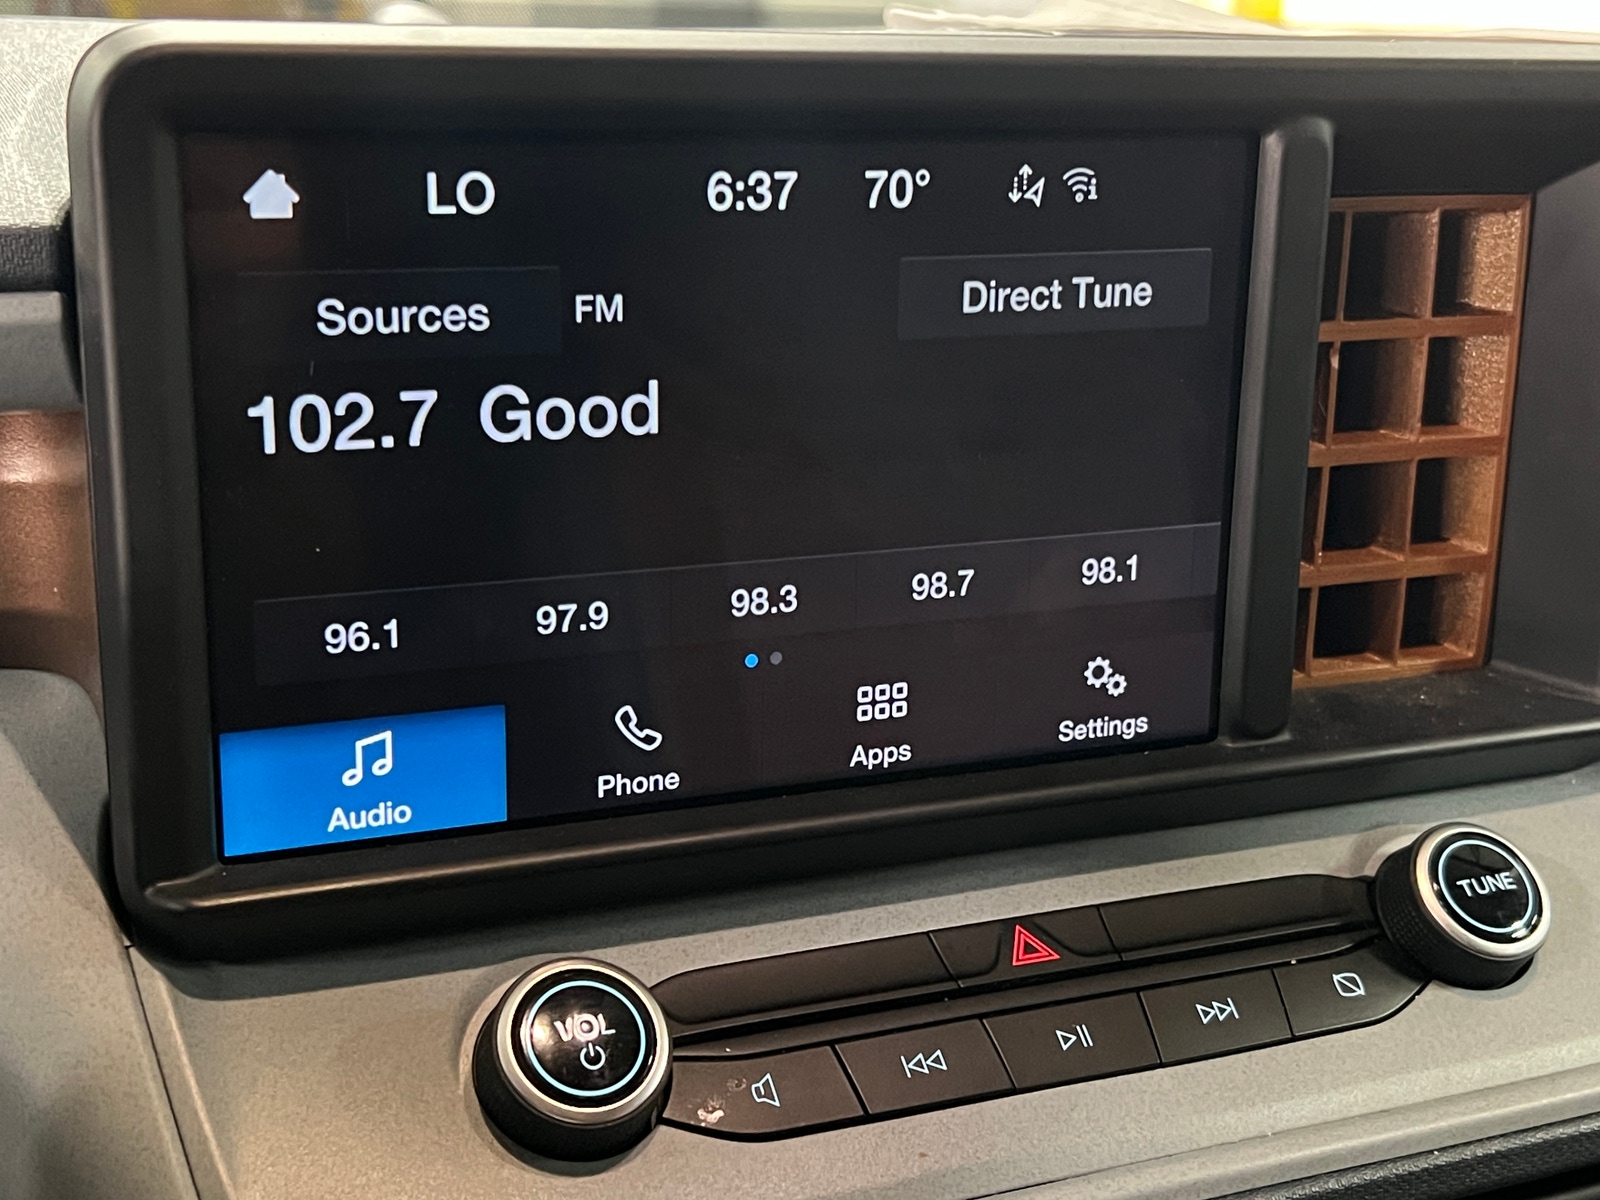 LO 6:37 70°
Sources FM Direct Tune
102.7 Good
96.1 97.9 98.3 98.7 98.1
Audio Phone Apps Settings
TUNE
VOL